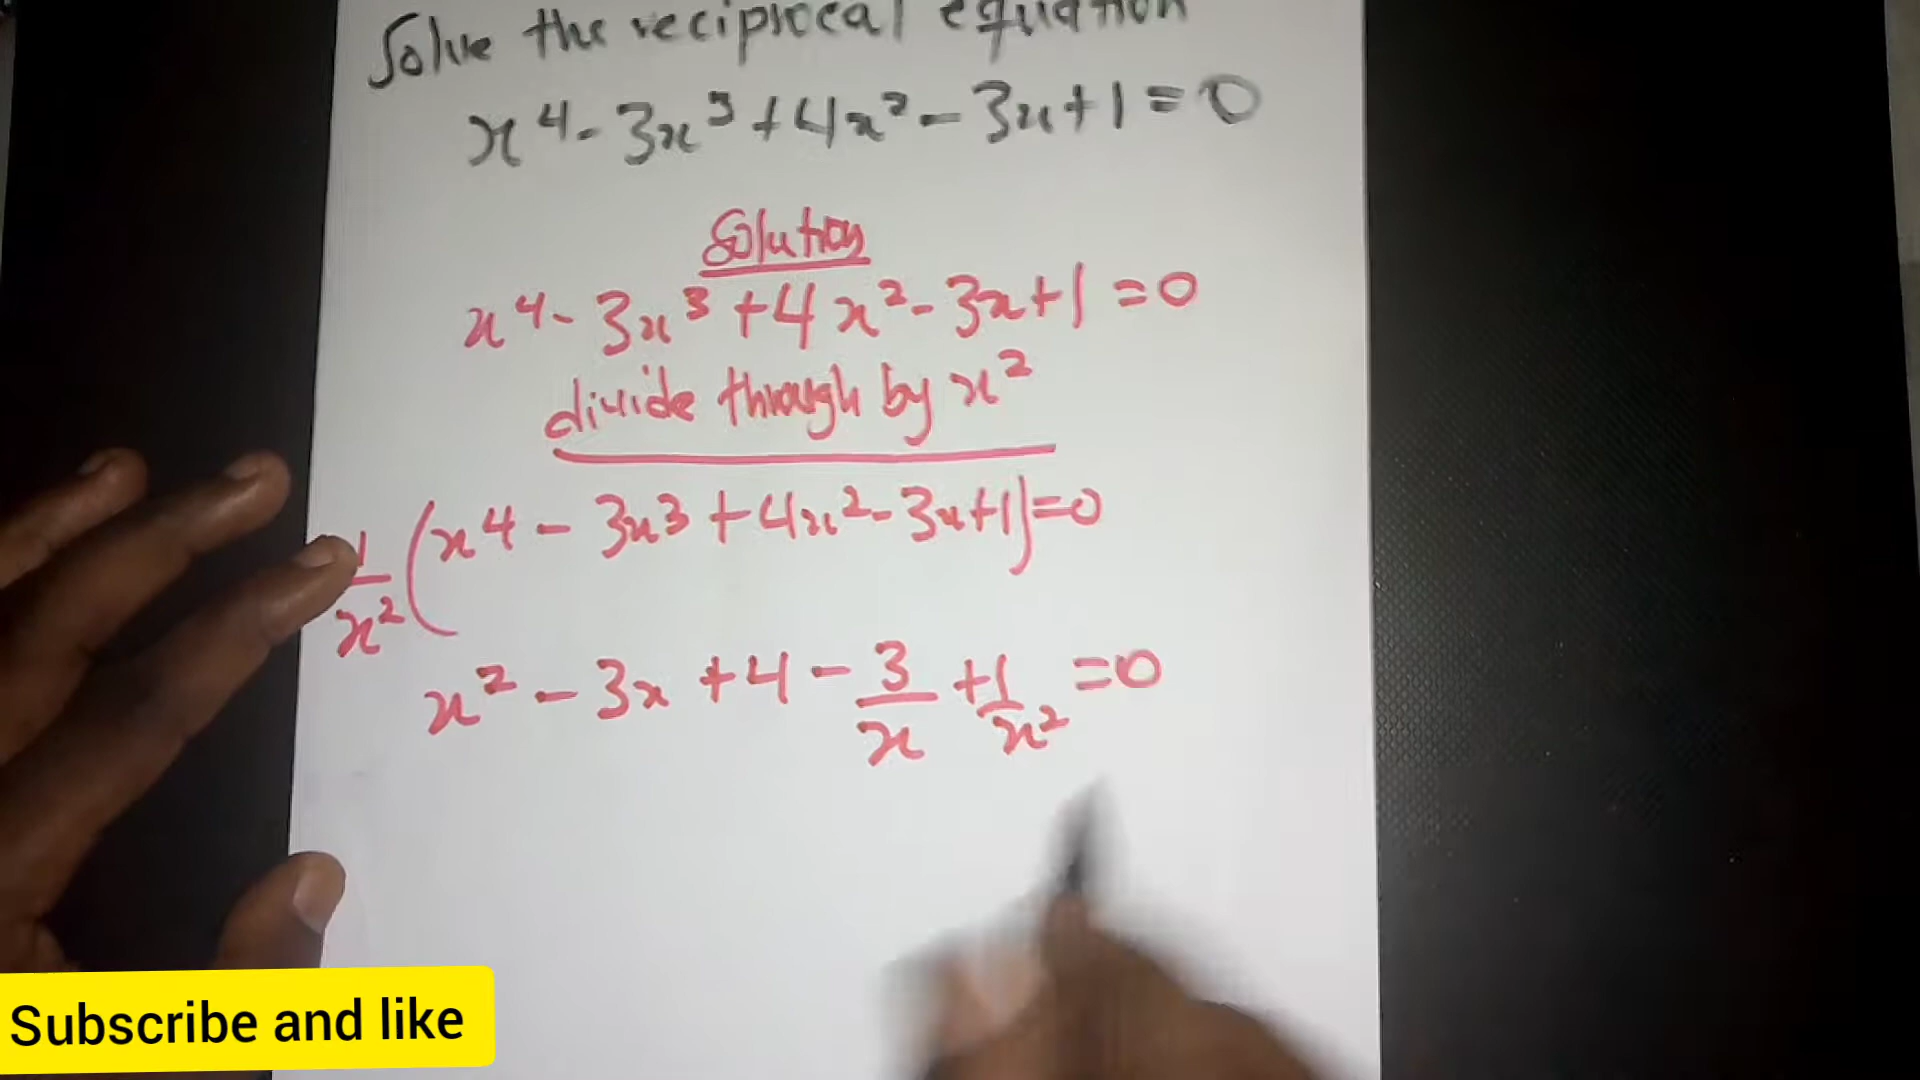 Solve the reciprocal equation
x⁴ - 3x³ + 4x² - 3x + 1 = 0
Solution
x⁴ - 3x³ + 4x² - 3x + 1 = 0
divide through by x²
1/x² (x⁴ - 3x³ + 4x² - 3x + 1) = 0
x² - 3x + 4 - 3/x + 1/x² = 0
Subscribe and like